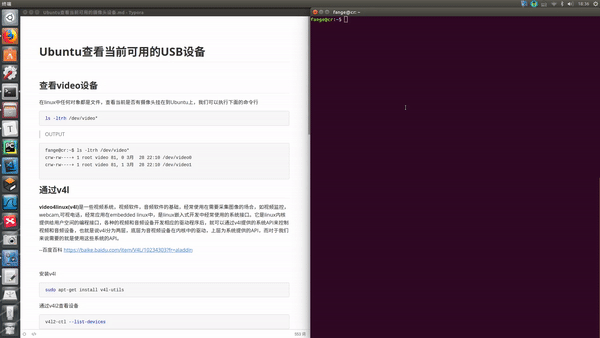 终端
Ubuntu查看当前可用的摄像头设备.md - Typora
18:36
Ubuntu查看当前可用的USB设备
查看video设备
在linux中任何对象都是文件，查看当前是否有摄像头挂在到Ubuntu上，我们可以执行下面的命令行
ls -ltrh /dev/video*
OUTPUT
fange@cr:~$ ls -ltrh /dev/video*
crw-rw----+ 1 root video 81, 0 3月  26 22:10 /dev/video0
crw-rw----+ 1 root video 81, 1 3月  26 22:10 /dev/video1
通过v4l
video4linux(v4l)是一些视频系统，视频软件、音频软件的基础，经常使用在需要采集图像的场合，如视频监控，
webcam,可视电话，经常应用在embedded linux中，是linux嵌入式开发中经常使用的系统接口。它是linux内核
提供给用户空间的编程接口，各种的视频和音频设备开发相应的驱动程序后，就可以通过v4l提供的系统API来控制
视频和音频设备，也就是说v4l分为两层，底层为音视频设备在内核中的驱动，上层为系统提供的API，而对于我们
来说需要的就是使用这些系统的API。
--百度百科 https://baike.baidu.com/item/V4L/10234303?fr=aladdin
安装v4l
sudo apt-get install v4l-utils
通过v4l2查看设备
v4l2-ctl --list-devices
fange@cr: ~
fange@cr:~$